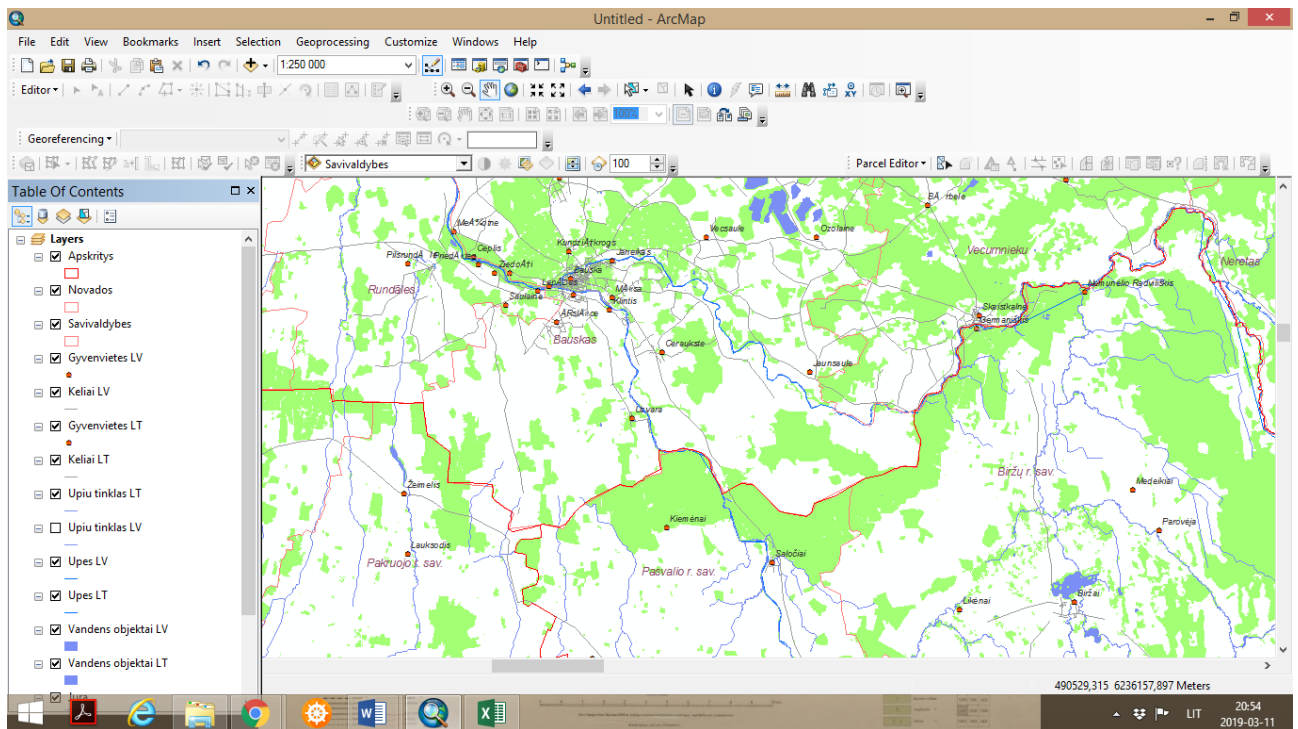 Untitled - ArcMap
File Edit View Bookmarks Insert Selection Geoprocessing Customize Windows Help
1:250 000
Editor
100%
Georeferencing
Savivaldybes 100 Parcel Editor
Table Of Contents
Layers
Apskritys
Novados
Savivaldybes
Gyvenvietes LV
Keliai LV
Gyvenvietes LT
Keliai LT
Upiu tinklas LT
Upiu tinklas LV
Upes LV
Upes LT
Vandens objektai LV
Vandens objektai LT
Jura
Vecsaule
Ozolaine
Ceplis
Vecumnieku
Neretas
Rundāles
Bauska
Saulaine
Klintis
Skaistkalne
Bauskas
Ceraukste
Jaunsaule
Biržų r. sav.
Medeikiai
Žeimelis
Kiemėnai
Parovėja
Lauksodis
Saločiai
Pakruojo r. sav.
Pasvalio r. sav.
Biržai
Likėnai
490529,315 6236157,897 Meters
LIT
20:54
2019-03-11